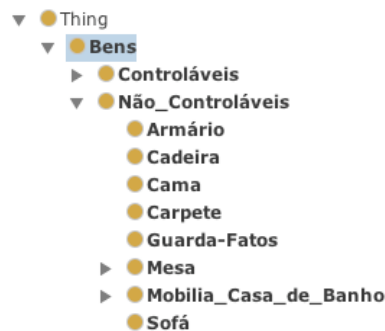 Thing
Bens
Controláveis
Não_Controláveis
Armário
Cadeira
Cama
Carpete
Guarda-Fatos
Mesa
Mobilia_Casa_de_Banho
Sofá